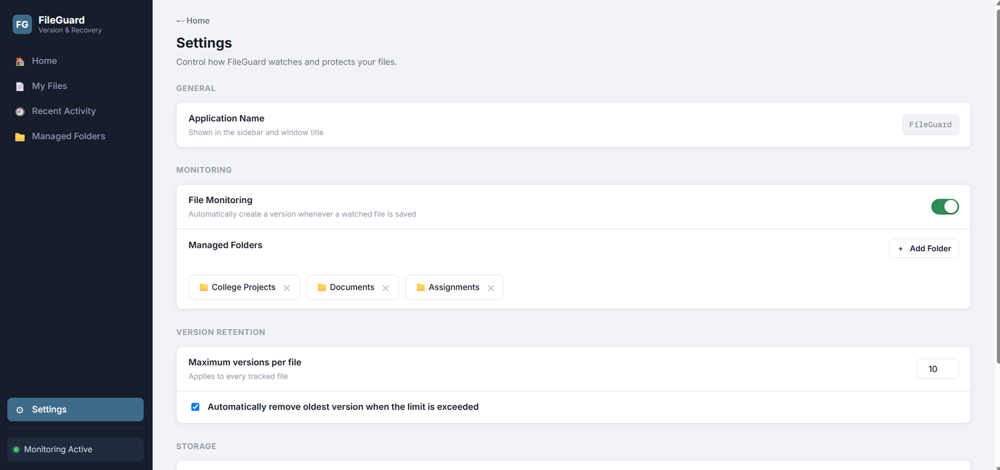 FG
FileGuard
Version & Recovery
Home
My Files
Recent Activity
Managed Folders
Settings
Monitoring Active
← Home
Settings
Control how FileGuard watches and protects your files.
GENERAL
Application Name
Shown in the sidebar and window title
FileGuard
MONITORING
File Monitoring
Automatically create a version whenever a watched file is saved
Managed Folders
+ Add Folder
College Projects ×
Documents ×
Assignments ×
VERSION RETENTION
Maximum versions per file
Applies to every tracked file
10
Automatically remove oldest version when the limit is exceeded
STORAGE